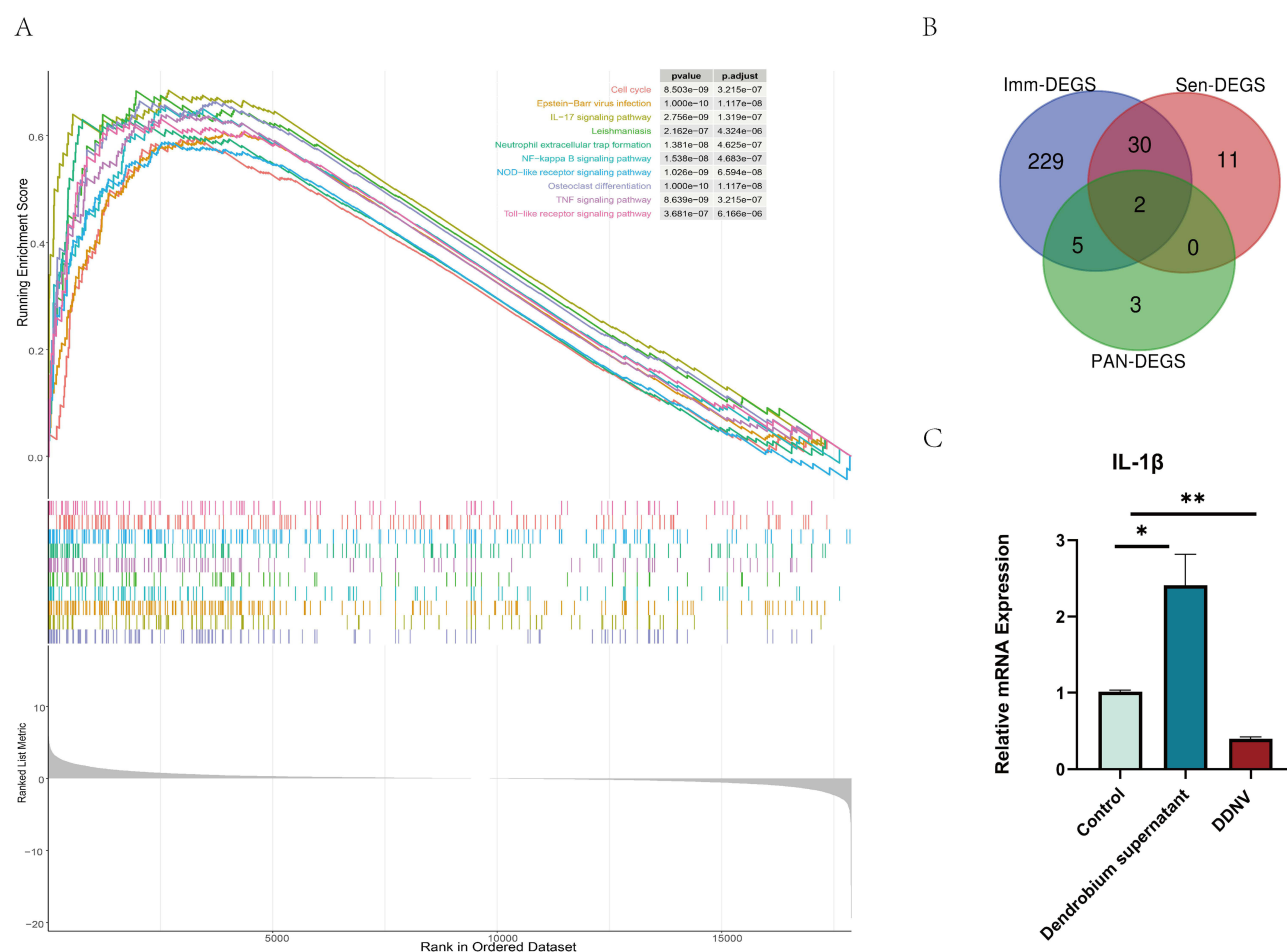 A
pvalue p.adjust
Cell cycle 8.503e−09 3.215e−07
Epstein−Barr virus infection 1.000e−10 1.117e−08
IL−17 signaling pathway 2.756e−09 1.319e−07
Leishmaniasis 2.162e−07 4.324e−06
Neutrophil extracellular trap formation 1.381e−08 4.625e−07
NF−kappa B signaling pathway 1.538e−08 4.683e−07
NOD−like receptor signaling pathway 1.026e−09 6.594e−08
Osteoclast differentiation 1.000e−10 1.117e−08
TNF signaling pathway 8.639e−09 3.215e−07
Toll−like receptor signaling pathway 3.681e−07 6.166e−06
Running Enrichment Score
0.6
0.4
0.2
0.0
Ranked List Metric
10
0
−10
−20
5000 10000 15000
Rank in Ordered Dataset
B
Imm-DEGS Sen-DEGS
229 30 11
2
5 0
3
PAN-DEGS
C
IL-1β
**
*
Relative mRNA Expression
3
2
1
0
Control
Dendrobium supernatant
DDNV